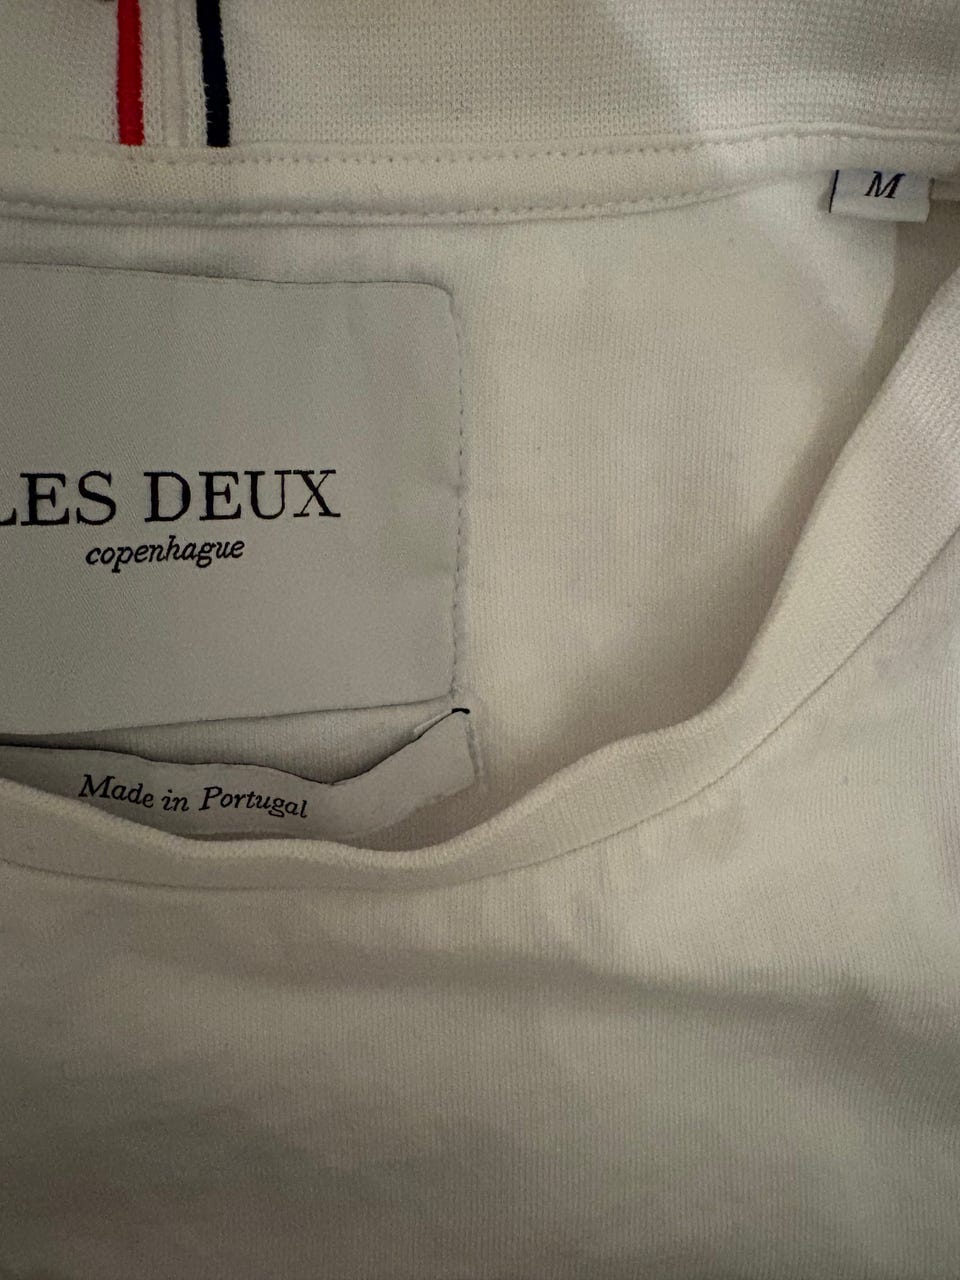 M
LES DEUX
copenhague
Made in Portugal